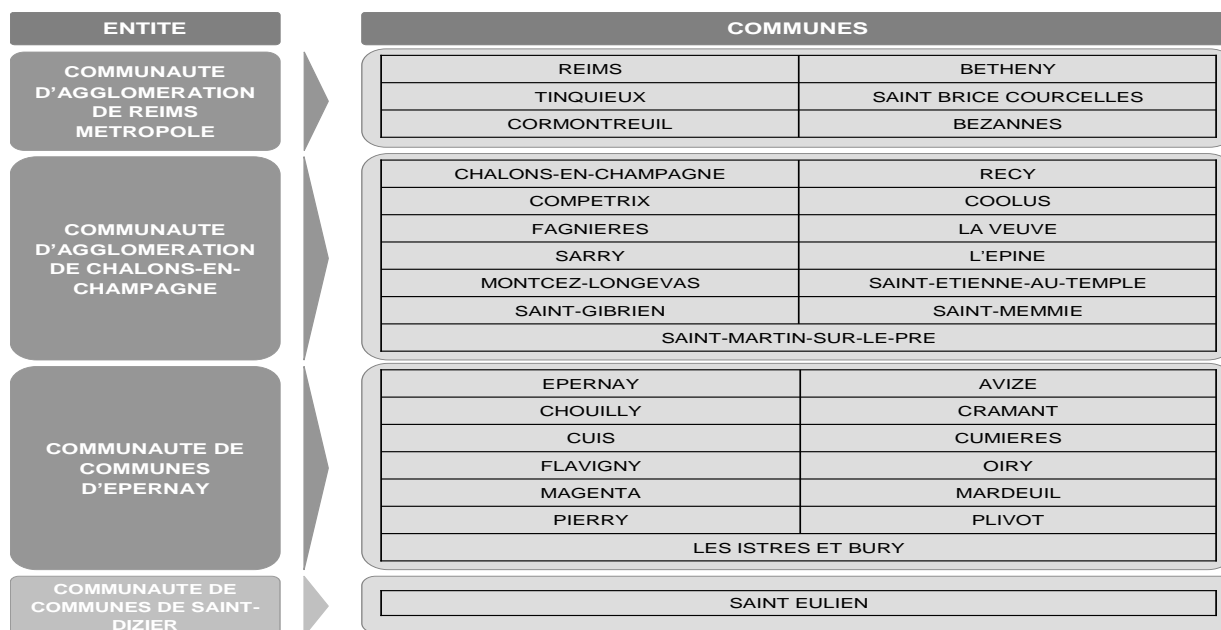 ENTITE
COMMUNES
COMMUNAUTE
D'AGGLOMERATION
DE REIMS
METROPOLE
REIMS BETHENY
TINQUIEUX SAINT BRICE COURCELLES
CORMONTREUIL BEZANNES
COMMUNAUTE
D'AGGLOMERATION
DE CHALONS-EN-
CHAMPAGNE
CHALONS-EN-CHAMPAGNE RECY
COMPETRIX COOLUS
FAGNIERES LA VEUVE
SARRY L'EPINE
MONTCEZ-LONGEVAS SAINT-ETIENNE-AU-TEMPLE
SAINT-GIBRIEN SAINT-MEMMIE
SAINT-MARTIN-SUR-LE-PRE
COMMUNAUTE DE
COMMUNES
D'EPERNAY
EPERNAY AVIZE
CHOUILLY CRAMANT
CUIS CUMIERES
FLAVIGNY OIRY
MAGENTA MARDEUIL
PIERRY PLIVOT
LES ISTRES ET BURY
COMMUNAUTE DE
COMMUNES DE SAINT-
DIZIER
SAINT EULIEN